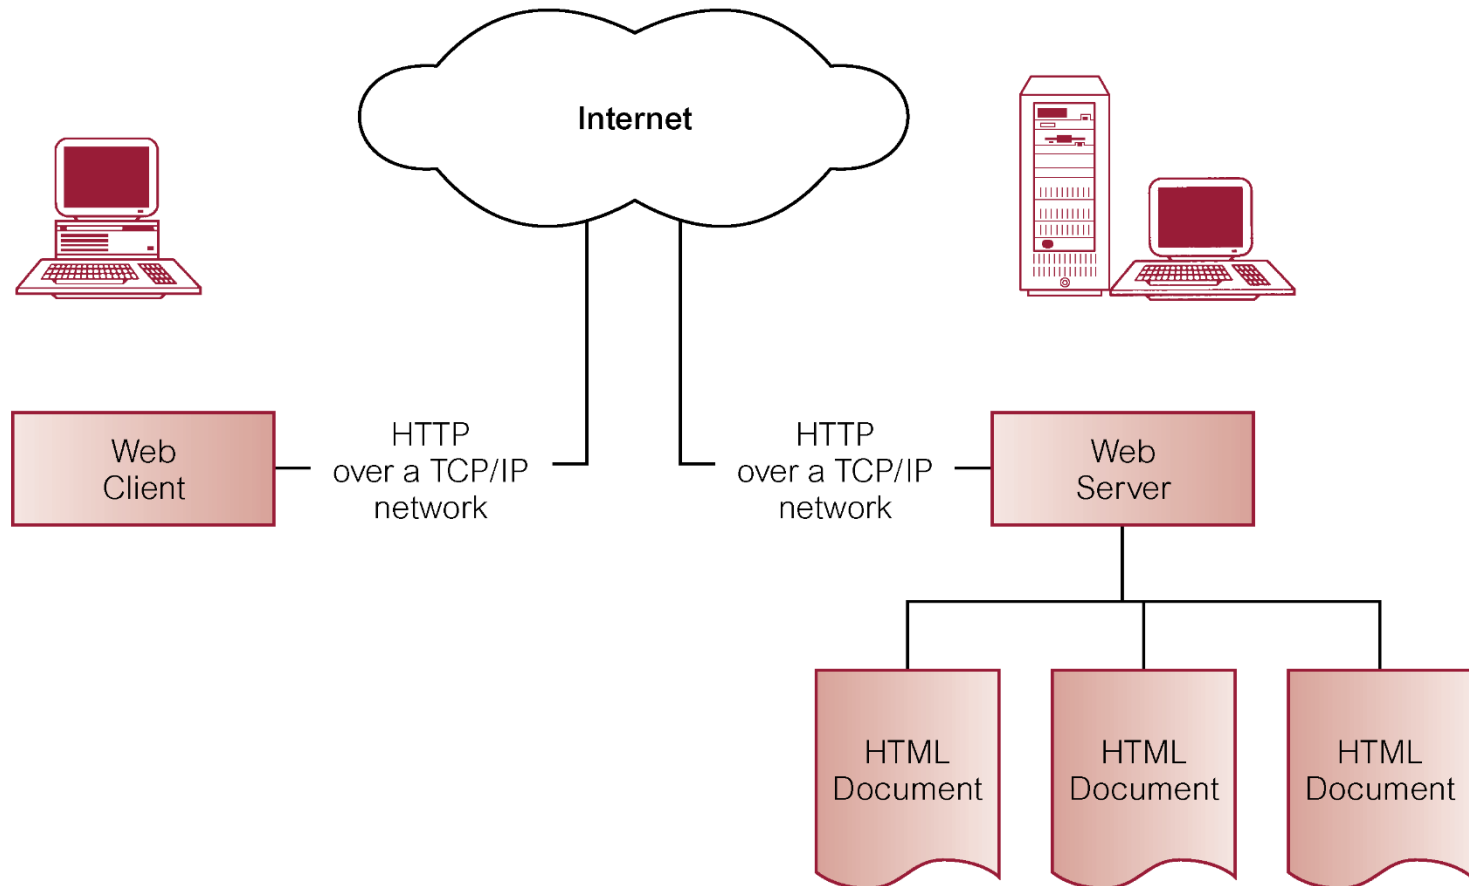 Internet
Web
Client
HTTP
over a TCP/IP
network
HTTP
over a TCP/IP
network
Web
Server
HTML
Document
HTML
Document
HTML
Document